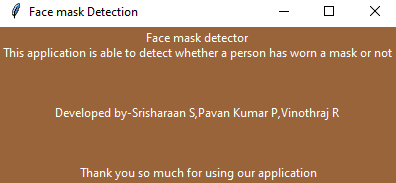 Face mask Detection
Face mask detector
This application is able to detect whether a person has worn a mask or not
Developed by-Srisharaan S,Pavan Kumar P,Vinothraj R
Thank you so much for using our application